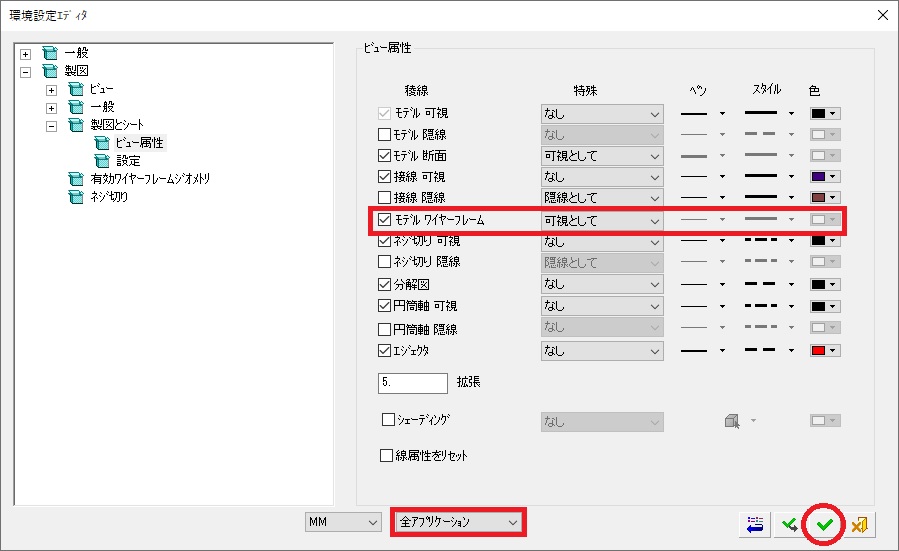 環境設定ｴﾃﾞｨﾀ
一般
製図
ﾋﾞｭｰ
一般
製図とｼｰﾄ
ﾋﾞｭｰ属性
設定
有効ﾜｲﾔｰﾌﾚｰﾑｼﾞｵﾒﾄﾘ
ﾈｼﾞ切り
ﾋﾞｭｰ属性
稜線 特殊 ﾍﾟﾝ ｽﾀｲﾙ 色
ﾓﾃﾞﾙ 可視 なし
ﾓﾃﾞﾙ 隠線 なし
ﾓﾃﾞﾙ 断面 可視として
接線 可視 なし
接線 隠線 隠線として
ﾓﾃﾞﾙ ﾜｲﾔｰﾌﾚｰﾑ 可視として
ﾈｼﾞ切り 可視 なし
ﾈｼﾞ切り 隠線 隠線として
分解図 なし
円筒軸 可視 なし
円筒軸 隠線 なし
ｴｼﾞｪｸﾀ なし
5. 拡張
ｼｪｰﾃﾞｨﾝｸﾞ なし
線属性をﾘｾｯﾄ
MM 全ｱﾌﾟﾘｹｰｼｮﾝ